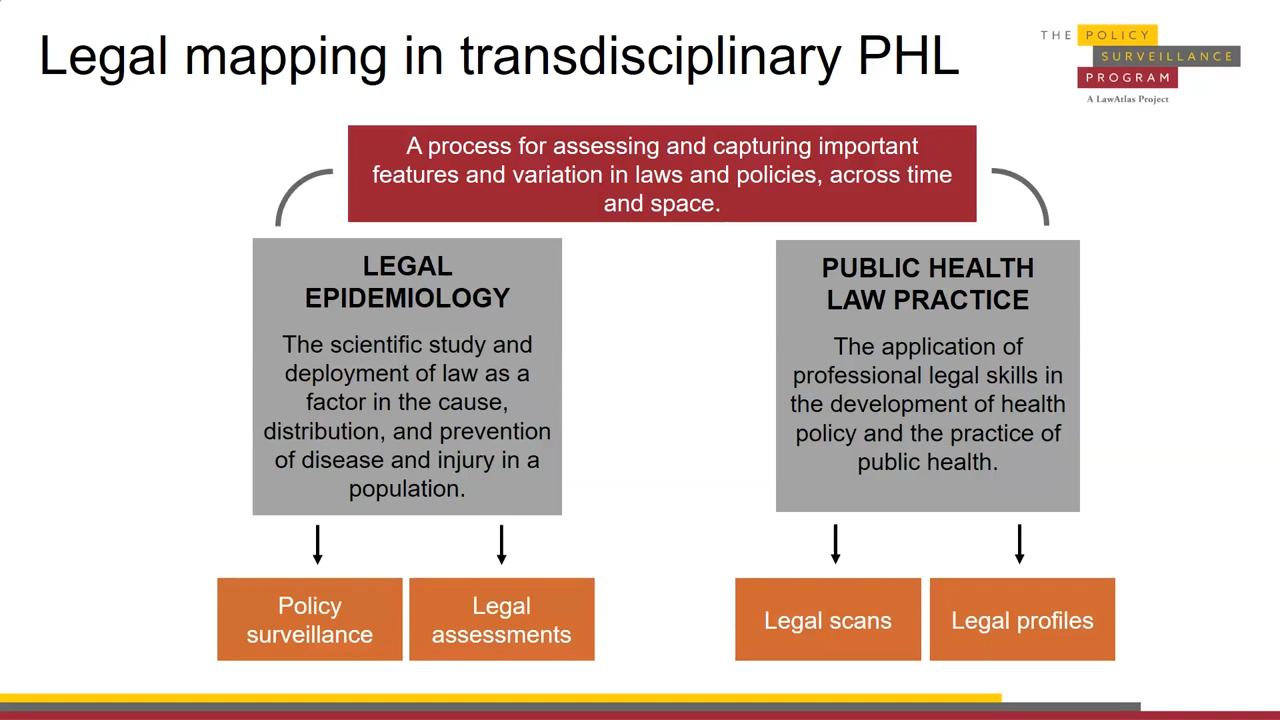 Legal mapping in transdisciplinary PHL
THE POLICY
SURVEILLANCE
PROGRAM
A LawAtlas Project
A process for assessing and capturing important
features and variation in laws and policies, across time
and space.
LEGAL
EPIDEMIOLOGY
The scientific study and
deployment of law as a
factor in the cause,
distribution, and prevention
of disease and injury in a
population.
PUBLIC HEALTH
LAW PRACTICE
The application of
professional legal skills in
the development of health
policy and the practice of
public health.
Policy
surveillance
Legal
assessments
Legal scans
Legal profiles